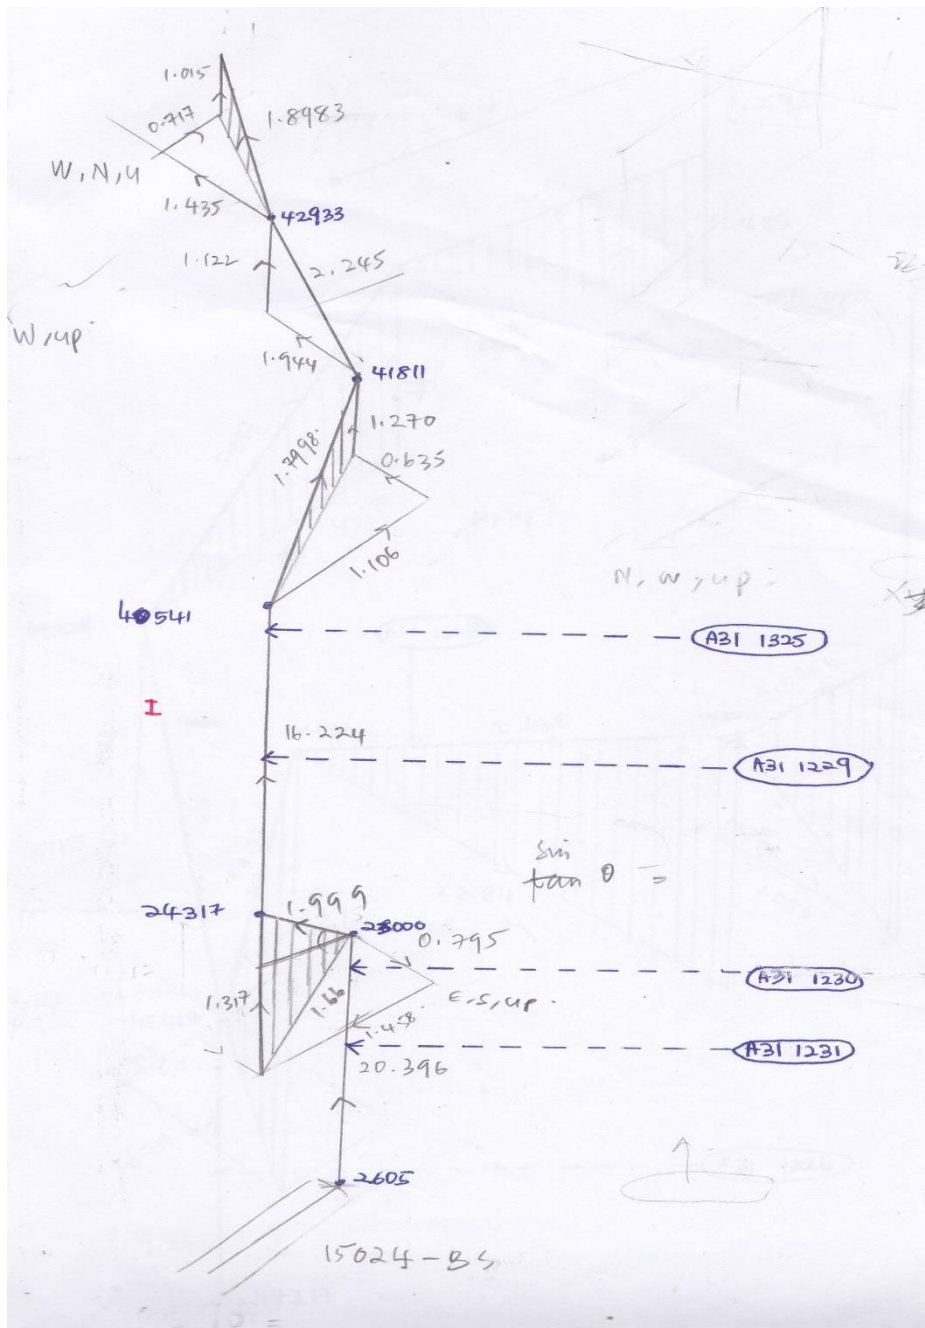 1.015
0.717
1.8983
W, N, U
1.435
42933
1.122
2.245
W, up
1.944
41811
1.270
1.7998
0.635
1.106
N, W, up.
40541
A31 1325
I
16.224
A31 1229
sin
tan θ =
24317
1.999
23000
0.795
A31 1230
E, S, up.
1.317
1.66
1.458
A31 1231
20.396
2605
15024-BS